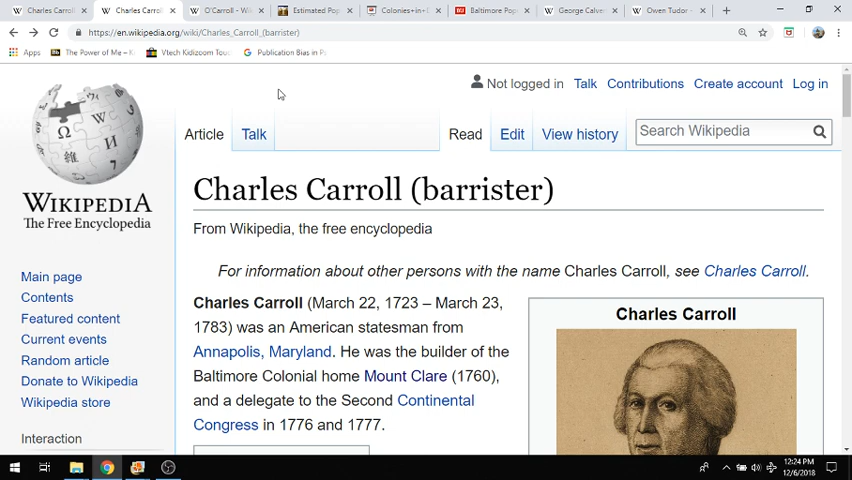 Charles Carroll
Charles Carroll
O'Carroll - Wik
Estimated Pop
Colonies+in+
Baltimore Pop
George Calver
Owen Tudor -
https://en.wikipedia.org/wiki/Charles_Carroll_(barrister)
Apps
The Power of Me – K
Vtech Kidizoom Tou
Publication Bias in P
Not logged in Talk Contributions Create account Log in
Article Talk Read Edit View history Search Wikipedia
WIKIPEDIA
The Free Encyclopedia
Charles Carroll (barrister)
From Wikipedia, the free encyclopedia
For information about other persons with the name Charles Carroll, see Charles Carroll.
Main page
Contents
Featured content
Current events
Random article
Donate to Wikipedia
Wikipedia store
Interaction
Charles Carroll (March 22, 1723 – March 23,
1783) was an American statesman from
Annapolis, Maryland. He was the builder of the
Baltimore Colonial home Mount Clare (1760),
and a delegate to the Second Continental
Congress in 1776 and 1777.
Charles Carroll
12:24 PM
12/6/2018